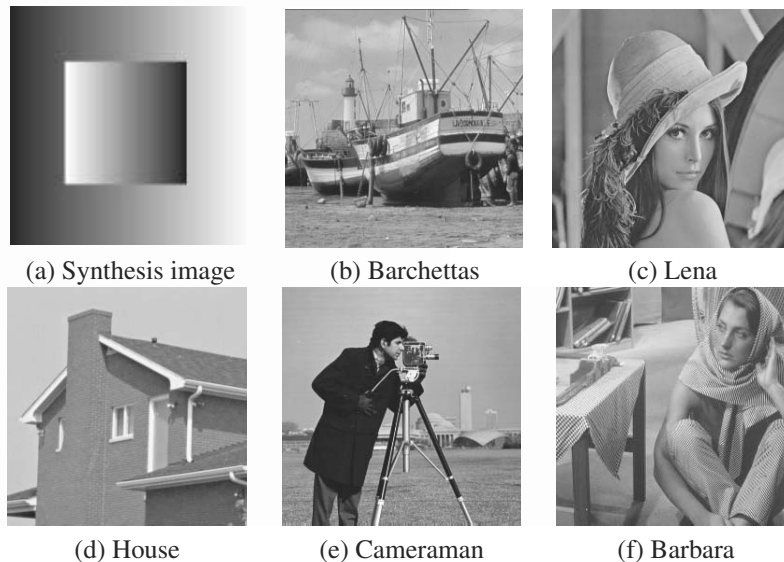 (a) Synthesis image
(b) Barchettas
(c) Lena
(d) House
(e) Cameraman
(f) Barbara